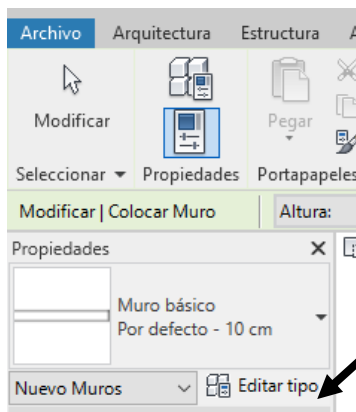 Archivo Arquitectura Estructura A
Modificar Pegar
Seleccionar Propiedades Portapapeles
Modificar | Colocar Muro Altura:
Propiedades
Muro básico
Por defecto - 10 cm
Nuevo Muros Editar tipo